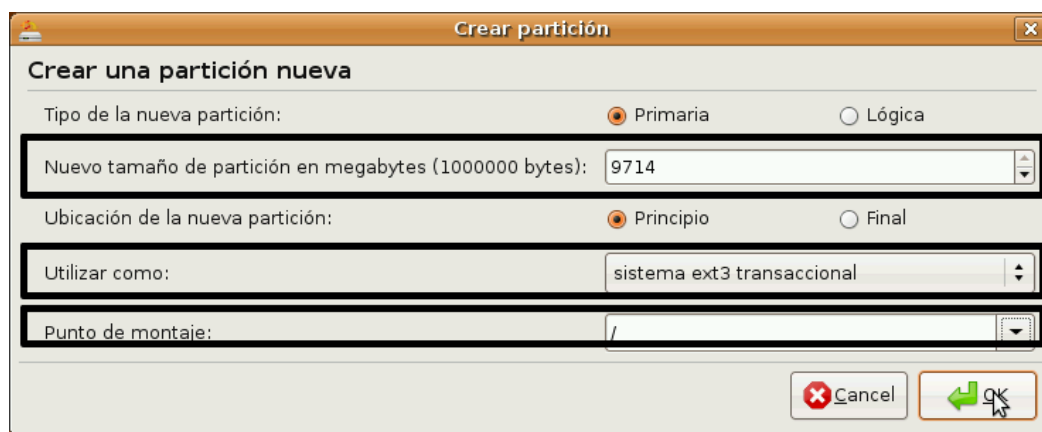 Crear partición
Crear una partición nueva
Tipo de la nueva partición: Primaria Lógica
Nuevo tamaño de partición en megabytes (1000000 bytes): 9714
Ubicación de la nueva partición: Principio Final
Utilizar como: sistema ext3 transaccional
Punto de montaje: /
Cancel OK